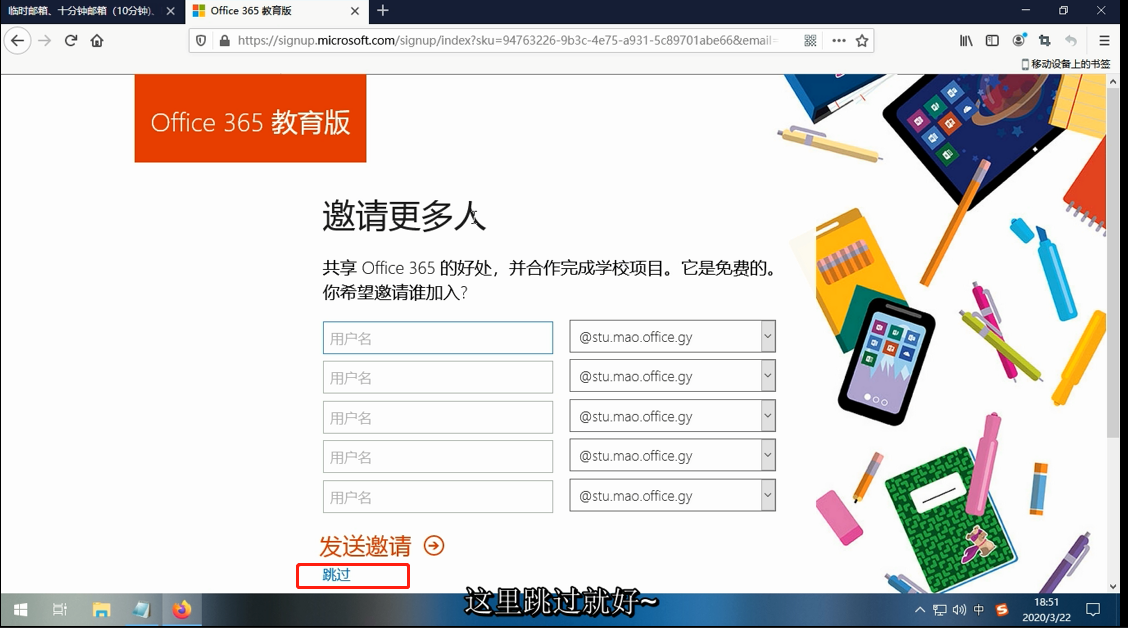 临时邮箱、十分钟邮箱（10分钟)、
Office 365 教育版
https://signup.microsoft.com/signup/index?sku=94763226-9b3c-4e75-a931-5c89701abe66&email=
移动设备上的书签
Office 365 教育版
邀请更多人
共享 Office 365 的好处，并合作完成学校项目。它是免费的。
你希望邀请谁加入?
用户名 @stu.mao.office.gy
用户名 @stu.mao.office.gy
用户名 @stu.mao.office.gy
用户名 @stu.mao.office.gy
用户名 @stu.mao.office.gy
发送邀请
跳过
这里跳过就好~
中
18:51
2020/3/22